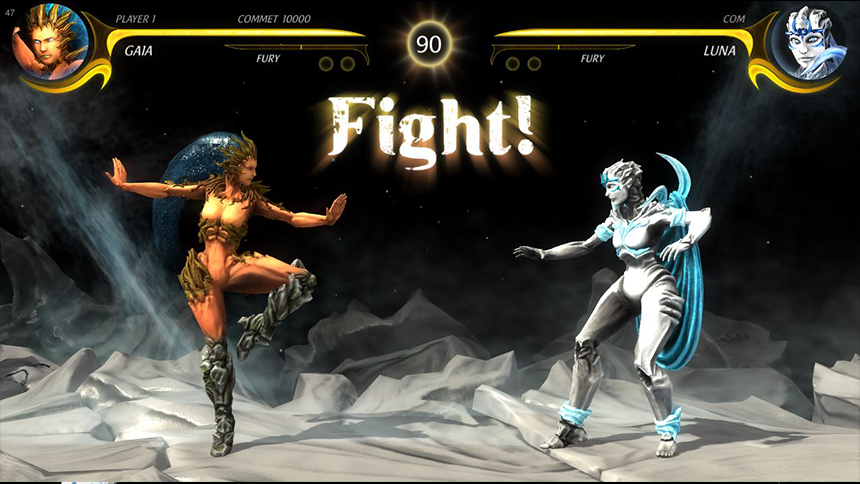 47
PLAYER 1 COMMET 10000 COM
GAIA 90 LUNA
FURY FURY
Fight!